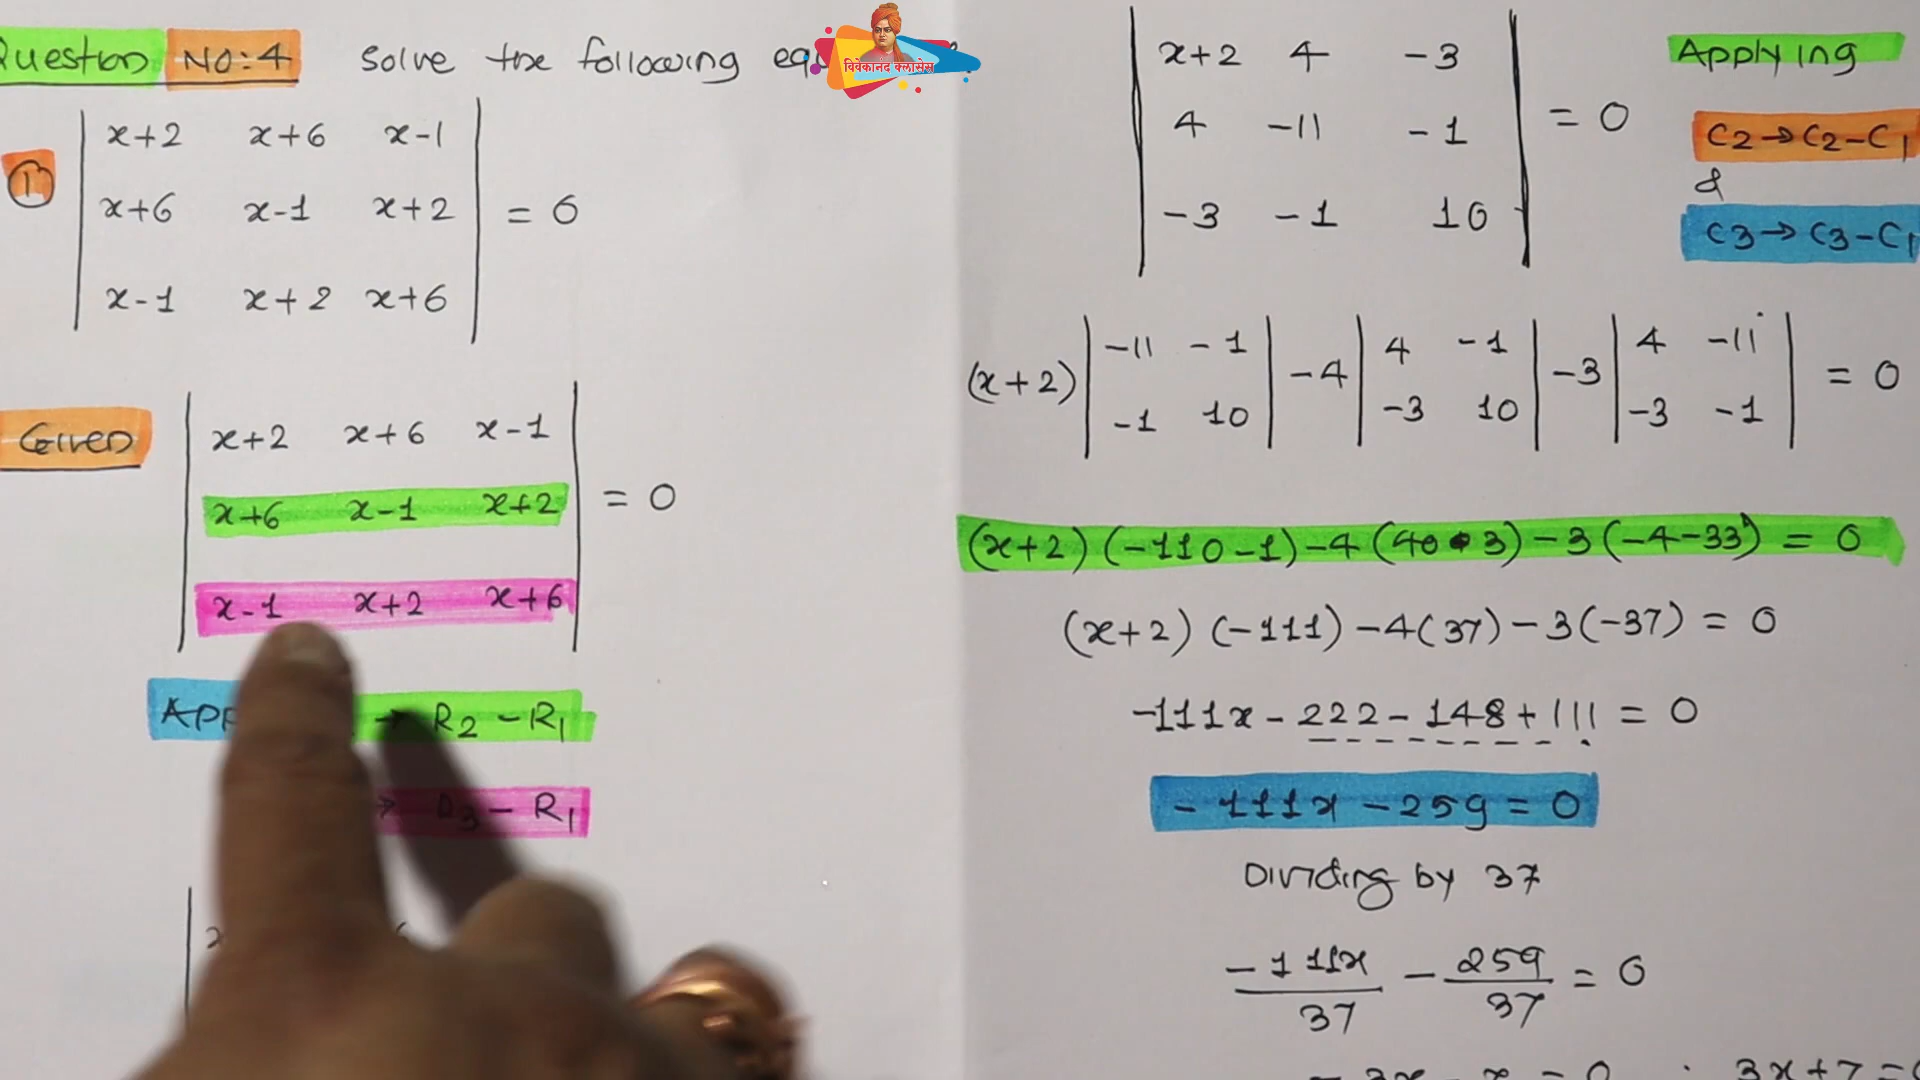 Question No:4 Solve the following
x+2 x+6 x-1
① x+6 x-1 x+2 = 0
x-1 x+2 x+6
Given
x+2 x+6 x-1
x+6 x-1 x+2 = 0
x-1 x+2 x+6
→ R2 - R1
→ R3 - R1
विवेकानंद क्लासेस
x+2 4 -3
4 -11 -1 = 0
-3 -1 10
Applying
C2→C2-C1
&
C3→C3-C1
(x+2) | -11 -1 | -4 | 4 -1 | -3 | 4 -11 | = 0
-1 10 | -3 10 | -3 -1
(x+2) (-110-1) -4 (40 3) -3 (-4-33) = 0
(x+2) (-111) -4(37) -3(-37) = 0
-111x - 222 - 148 + 111 = 0
-111x - 259 = 0
Dividing by 37
-111x/37 - 259/37 = 0
3x+7 =